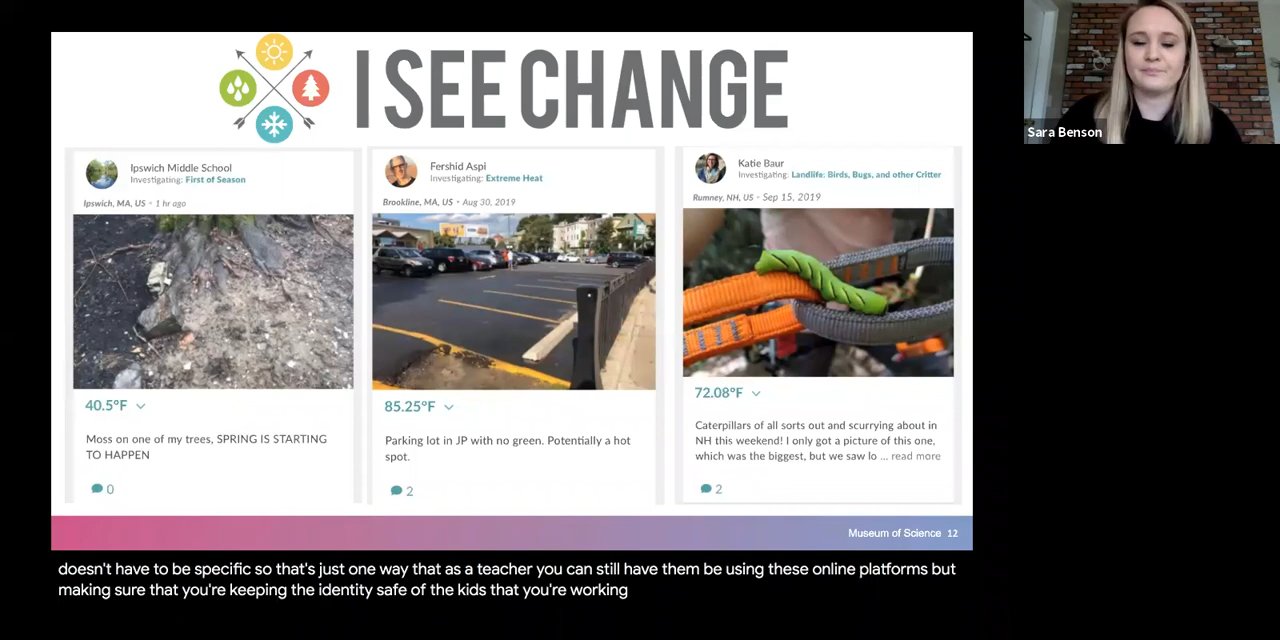 I SEE CHANGE
Ipswich Middle School
Investigating: First of Season
Ipswich, MA, US • 1 hr ago
40.5°F
Moss on one of my trees, SPRING IS STARTING
TO HAPPEN
0
Fershid Aspi
Investigating: Extreme Heat
Brookline, MA, US • Aug 30, 2019
85.25°F
Parking lot in JP with no green. Potentially a hot
spot.
2
Katie Baur
Investigating: Landlife: Birds, Bugs, and other Critter
Rumney, NH, US • Sep 15, 2019
72.08°F
Caterpillars of all sorts out and scurrying about in
NH this weekend! I only got a picture of this one,
which was the biggest, but we saw lo ... read more
2
Museum of Science 12
Sara Benson
doesn't have to be specific so that's just one way that as a teacher you can still have them be using these online platforms but
making sure that you're keeping the identity safe of the kids that you're working